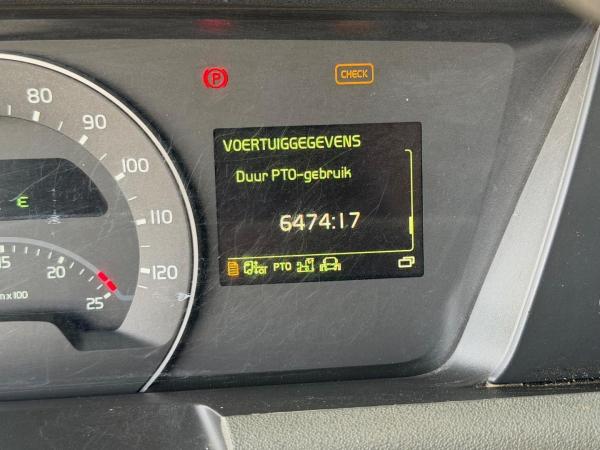 P
CHECK
VOERTUIGGEGEVENS
Duur PTO-gebruik
6474:17
PTO
80
90
100
110
120
€
15
20
25
x100